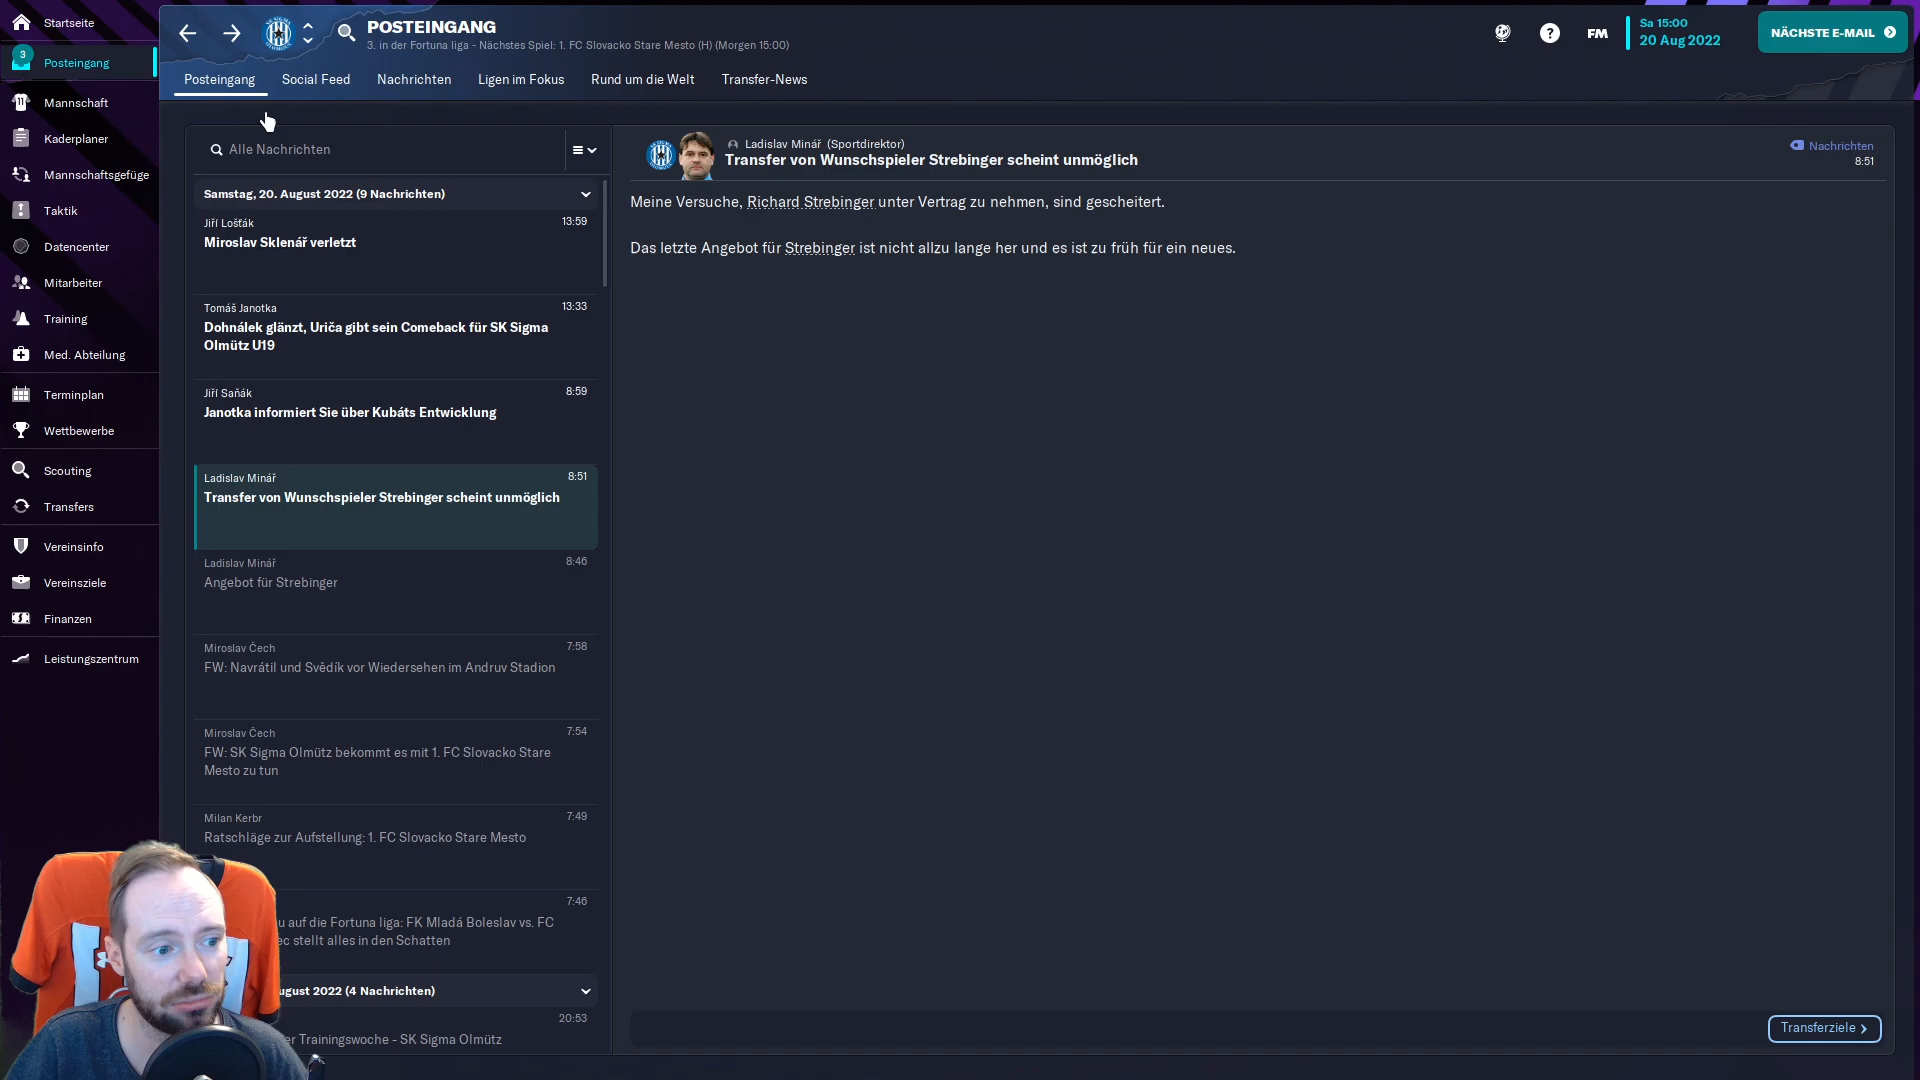 Startseite
3
Posteingang
Mannschaft
Kaderplaner
Mannschaftsgefüge
Taktik
Datencenter
Mitarbeiter
Training
Med. Abteilung
Terminplan
Wettbewerbe
Scouting
Transfers
Vereinsinfo
Vereinsziele
Finanzen
Leistungszentrum
POSTEINGANG
3. in der Fortuna liga - Nächstes Spiel: 1. FC Slovacko Stare Mesto (H) (Morgen 15:00)
FM
Sa 15:00
20 Aug 2022
NÄCHSTE E-MAIL
Posteingang Social Feed Nachrichten Ligen im Fokus Rund um die Welt Transfer-News
Alle Nachrichten
Samstag, 20. August 2022 (9 Nachrichten)
Jiří Lošťák 13:59
Miroslav Sklenář verletzt
Tomáš Janotka 13:33
Dohnálek glänzt, Uriča gibt sein Comeback für SK Sigma
Olmütz U19
Jiří Saňák 8:59
Janotka informiert Sie über Kubáts Entwicklung
Ladislav Minář 8:51
Transfer von Wunschspieler Strebinger scheint unmöglich
Ladislav Minář 8:46
Angebot für Strebinger
Miroslav Čech 7:58
FW: Navrátil und Svědík vor Wiedersehen im Andruv Stadion
Miroslav Čech 7:54
FW: SK Sigma Olmütz bekommt es mit 1. FC Slovacko Stare
Mesto zu tun
Milan Kerbr 7:49
Ratschläge zur Aufstellung: 1. FC Slovacko Stare Mesto
7:46
auf die Fortuna liga: FK Mladá Boleslav vs. FC
stellt alles in den Schatten
2022 (4 Nachrichten)
20:53
Trainingswoche - SK Sigma Olmütz
Ladislav Minář (Sportdirektor)
Transfer von Wunschspieler Strebinger scheint unmöglich
Nachrichten
8:51
Meine Versuche, Richard Strebinger unter Vertrag zu nehmen, sind gescheitert.
Das letzte Angebot für Strebinger ist nicht allzu lange her und es ist zu früh für ein neues.
Transferziele